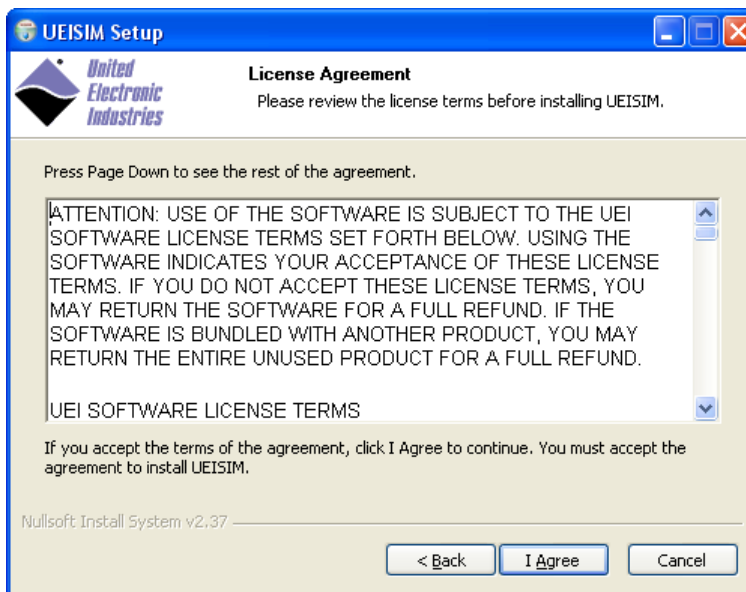 UEISIM Setup
United
Electronic
Industries
License Agreement
Please review the license terms before installing UEISIM.
Press Page Down to see the rest of the agreement.
ATTENTION: USE OF THE SOFTWARE IS SUBJECT TO THE UEI
SOFTWARE LICENSE TERMS SET FORTH BELOW. USING THE
SOFTWARE INDICATES YOUR ACCEPTANCE OF THESE LICENSE
TERMS. IF YOU DO NOT ACCEPT THESE LICENSE TERMS, YOU
MAY RETURN THE SOFTWARE FOR A FULL REFUND. IF THE
SOFTWARE IS BUNDLED WITH ANOTHER PRODUCT, YOU MAY
RETURN THE ENTIRE UNUSED PRODUCT FOR A FULL REFUND.
UEI SOFTWARE LICENSE TERMS
If you accept the terms of the agreement, click I Agree to continue. You must accept the
agreement to install UEISIM.
Nullsoft Install System v2.37
< Back I Agree Cancel